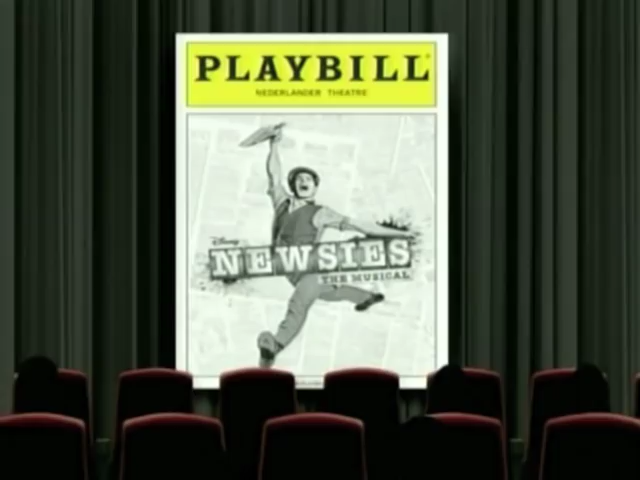 PLAYBILL
NEDERLANDER THEATRE
Disney
NEWSIES
THE MUSICAL